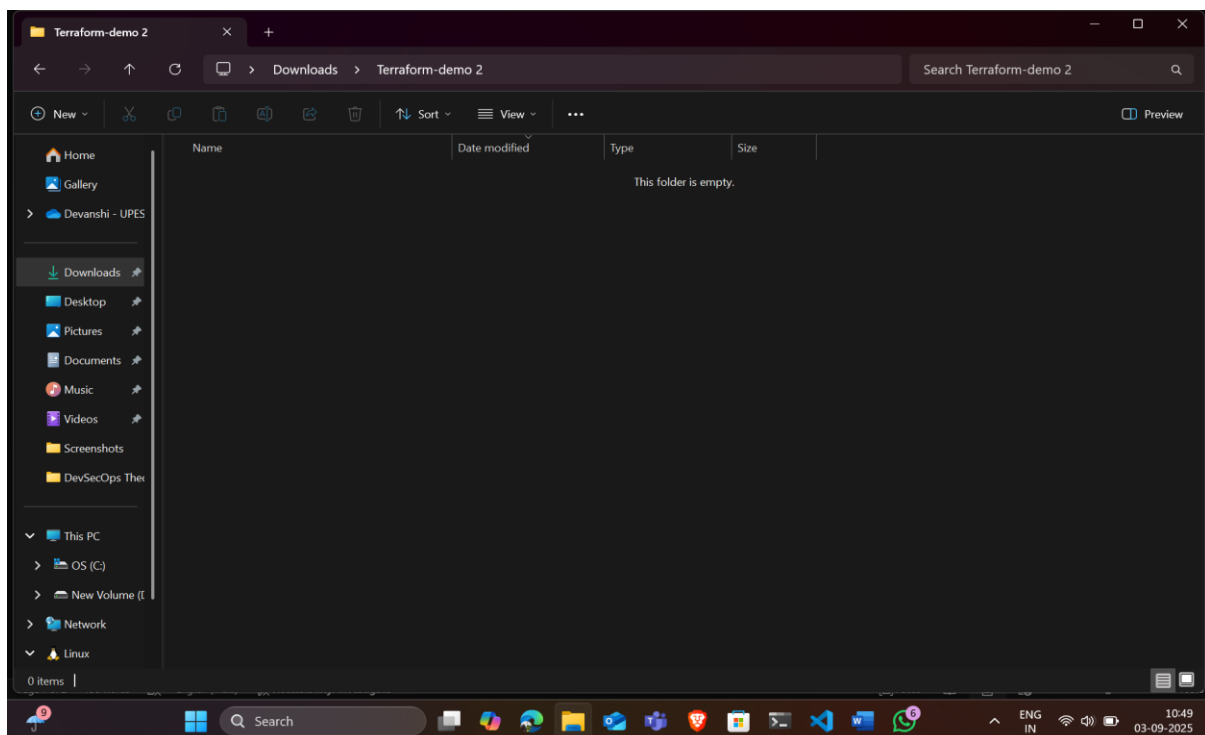 Terraform-demo 2
Downloads > Terraform-demo 2
Search Terraform-demo 2
New
Sort
View
Preview
Name
Date modified
Type
Size
This folder is empty.
Home
Gallery
Devanshi - UPES
Downloads
Desktop
Pictures
Documents
Music
Videos
Screenshots
DevSecOps The
This PC
OS (C:)
New Volume (
Network
Linux
0 items
9
Search
6
ENG
IN
10:49
03-09-2025